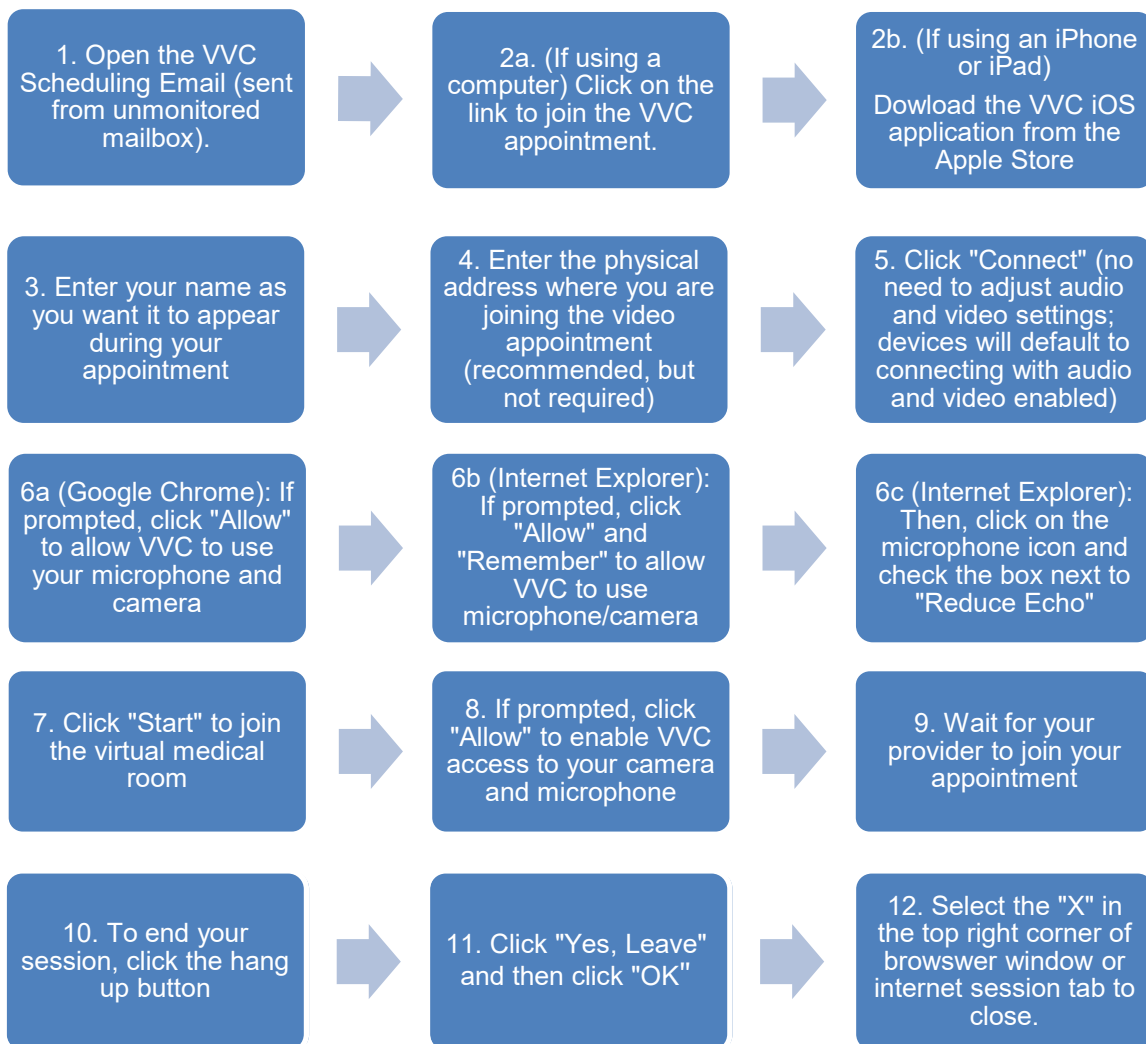 1. Open the VVC
Scheduling Email (sent
from unmonitored
mailbox).
2a. (If using a
computer) Click on the
link to join the VVC
appointment.
2b. (If using an iPhone
or iPad)
Dowload the VVC iOS
application from the
Apple Store
3. Enter your name as
you want it to appear
during your
appointment
4. Enter the physical
address where you are
joining the video
appointment
(recommended, but
not required)
5. Click "Connect" (no
need to adjust audio
and video settings;
devices will default to
connecting with audio
and video enabled)
6a (Google Chrome): If
prompted, click "Allow"
to allow VVC to use
your microphone and
camera
6b (Internet Explorer):
If prompted, click
"Allow" and
"Remember" to allow
VVC to use
microphone/camera
6c (Internet Explorer):
Then, click on the
microphone icon and
check the box next to
"Reduce Echo"
7. Click "Start" to join
the virtual medical
room
8. If prompted, click
"Allow" to enable VVC
access to your camera
and microphone
9. Wait for your
provider to join your
appointment
10. To end your
session, click the hang
up button
11. Click "Yes, Leave"
and then click "OK"
12. Select the "X" in
the top right corner of
browswer window or
internet session tab to
close.